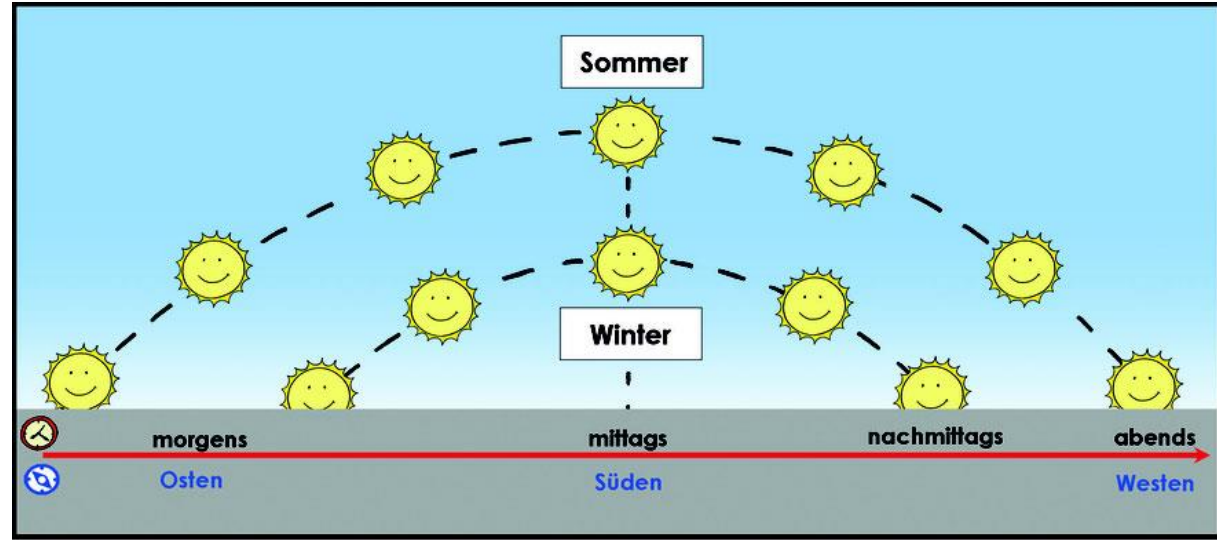 Sommer
Winter
morgens mittags nachmittags abends
Osten Süden Westen